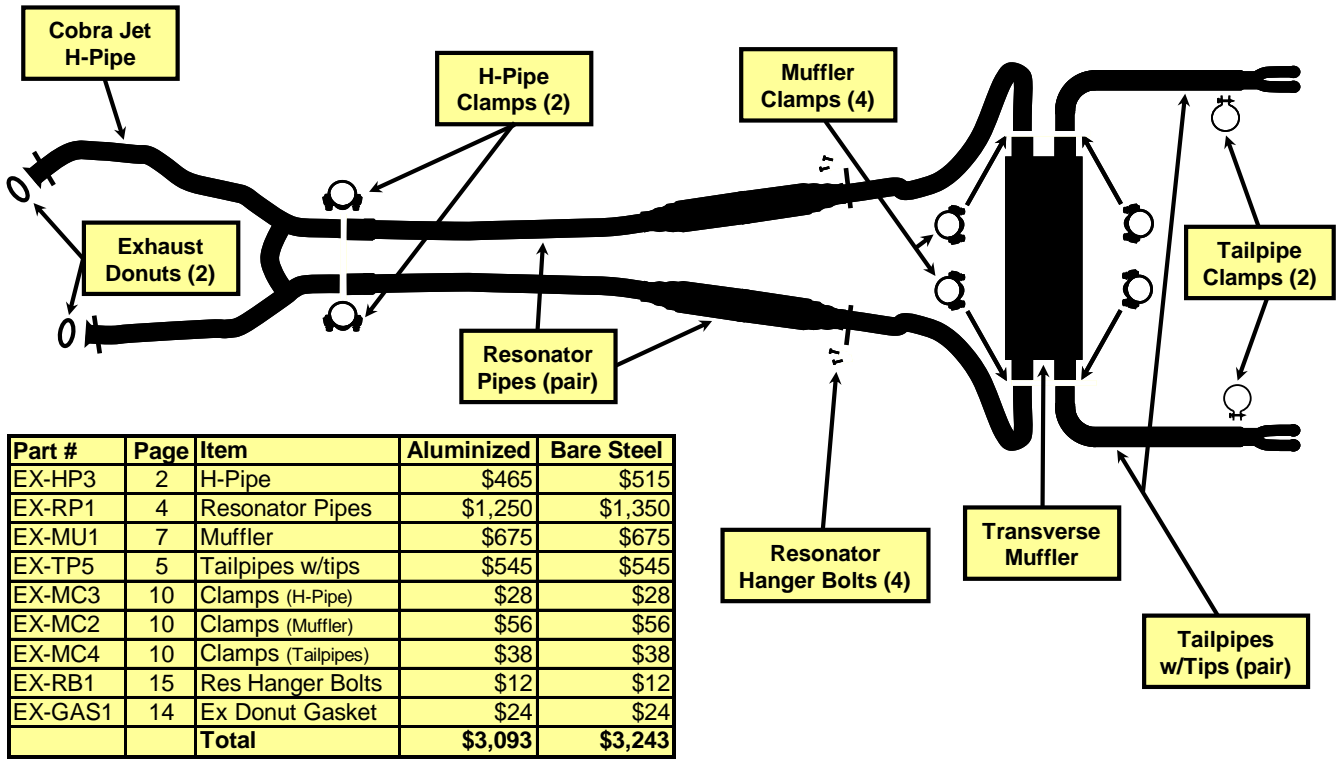 Cobra Jet
H-Pipe
H-Pipe
Clamps (2)
Muffler
Clamps (4)
Exhaust
Donuts (2)
Tailpipe
Clamps (2)
Resonator
Pipes (pair)
Resonator
Hanger Bolts (4)
Transverse
Muffler
Tailpipes
w/Tips (pair)
Part # Page Item Aluminized Bare Steel
EX-HP3 2 H-Pipe $465 $515
EX-RP1 4 Resonator Pipes $1,250 $1,350
EX-MU1 7 Muffler $675 $675
EX-TP5 5 Tailpipes w/tips $545 $545
EX-MC3 10 Clamps (H-Pipe) $28 $28
EX-MC2 10 Clamps (Muffler) $56 $56
EX-MC4 10 Clamps (Tailpipes) $38 $38
EX-RB1 15 Res Hanger Bolts $12 $12
EX-GAS1 14 Ex Donut Gasket $24 $24
Total $3,093 $3,243